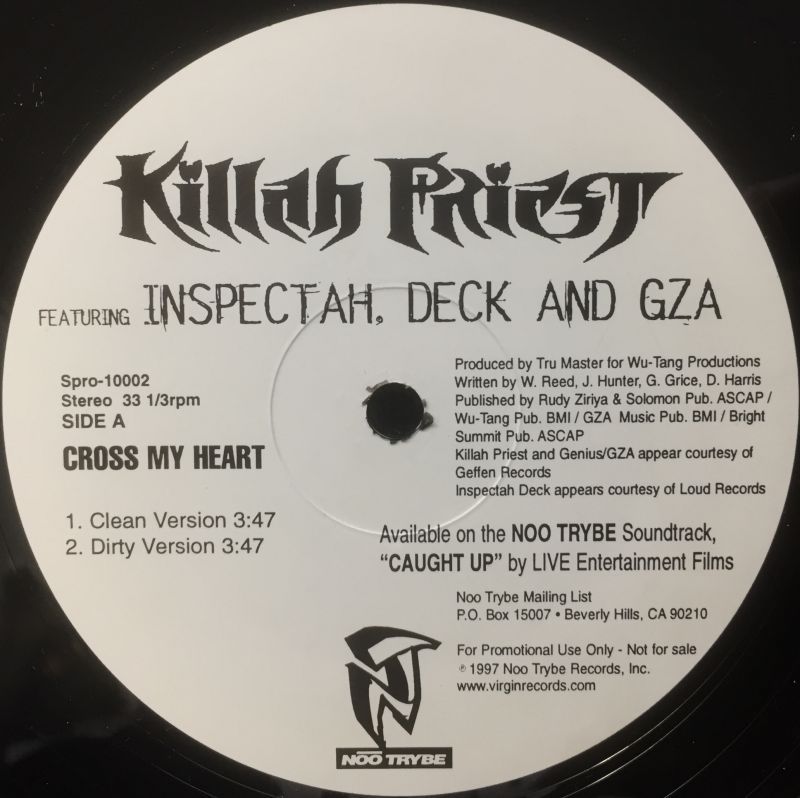 Killah Priest
FEATURING INSPECTAH, DECK AND GZA
Spro-10002
Stereo 33 1/3rpm
SIDE A
CROSS MY HEART
1. Clean Version 3:47
2. Dirty Version 3:47
Produced by Tru Master for Wu-Tang Productions
Written by W. Reed, J. Hunter, G. Grice, D. Harris
Published by Rudy Ziriya & Solomon Pub. ASCAP /
Wu-Tang Pub. BMI / GZA Music Pub. BMI / Bright
Summit Pub. ASCAP
Killah Priest and Genius/GZA appear courtesy of
Geffen Records
Inspectah Deck appears courtesy of Loud Records
Available on the NOO TRYBE Soundtrack,
“CAUGHT UP” by LIVE Entertainment Films
Noo Trybe Mailing List
P.O. Box 15007 • Beverly Hills, CA 90210
For Promotional Use Only - Not for sale
℗ 1997 Noo Trybe Records, Inc.
www.virginrecords.com
NT
NOO TRYBE